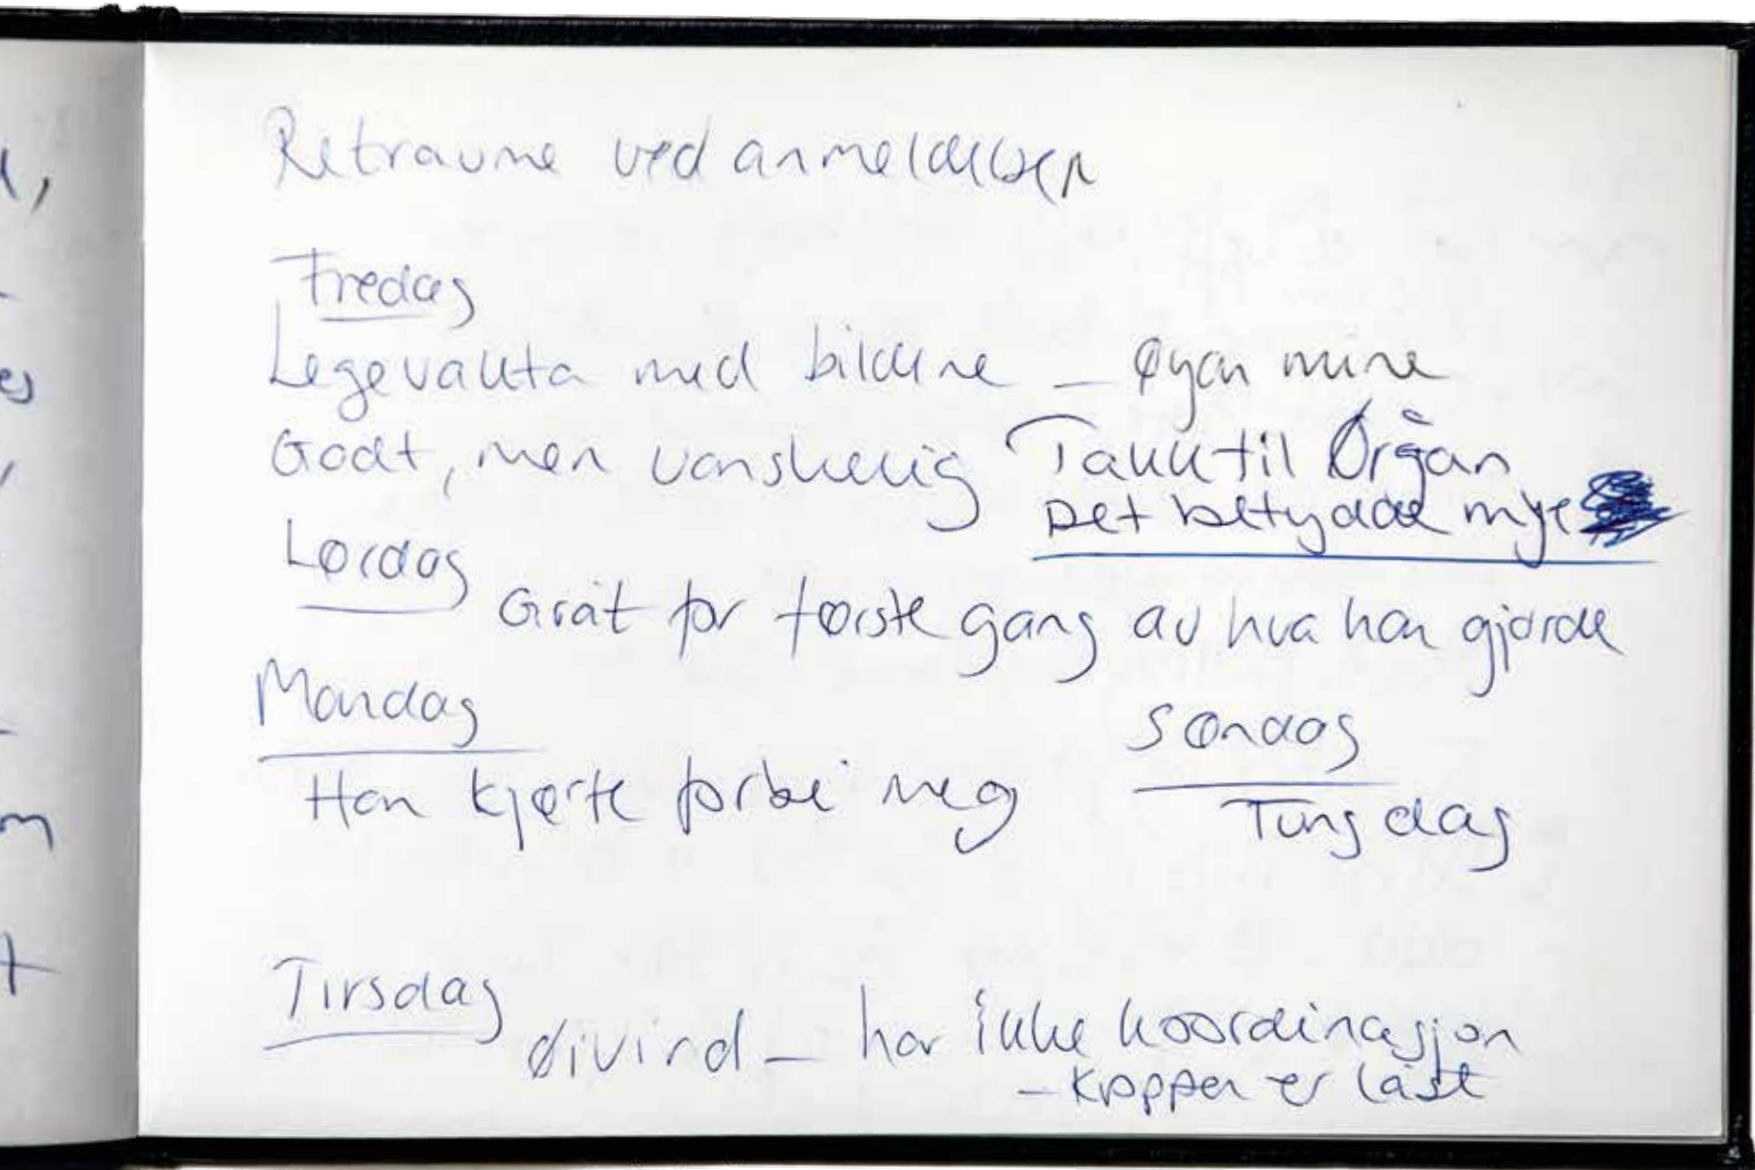 Retraume ved anmeldelsen
Fredag
Legevakta med bildene – Øyan mine
Godt, men vanskelig Takk til Ørjan
Det betydde mye
Lørdag
Gråt for første gang av hva han gjorde
Mandag
Han kjørte forbi meg
Søndag
Tung dag
Tirsdag
Øivind – har ikke koordinasjon
– kroppen er låst